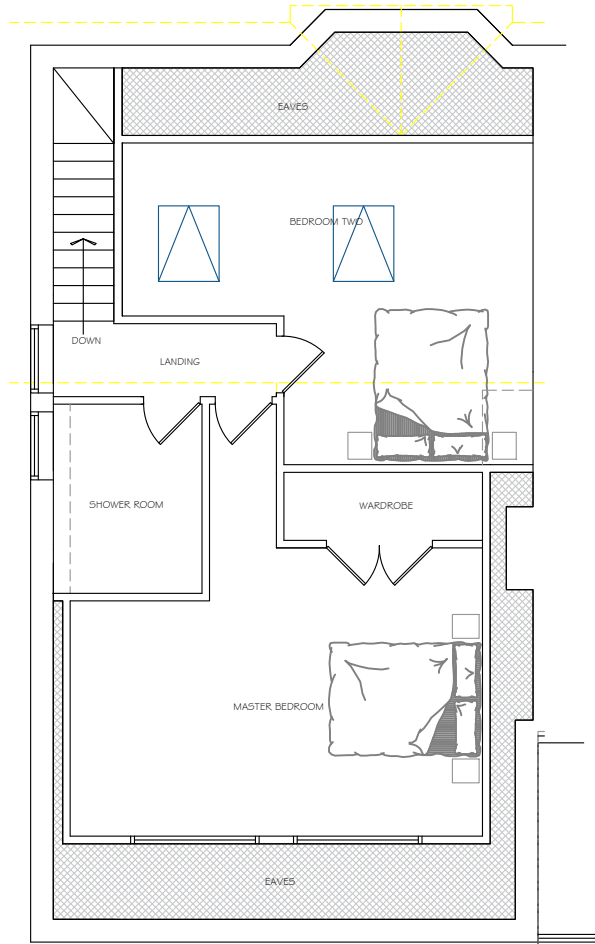 EAVES
BEDROOM TWO
DOWN
LANDING
SHOWER ROOM
WARDROBE
MASTER BEDROOM
EAVES